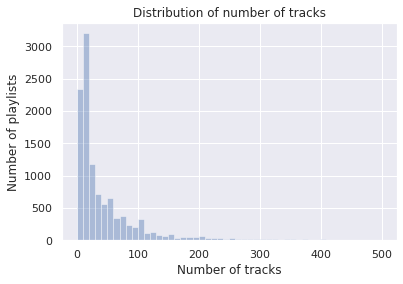 Distribution of number of tracks
3000
2500
2000
1500
1000
500
0
Number of playlists
0 100 200 300 400 500
Number of tracks